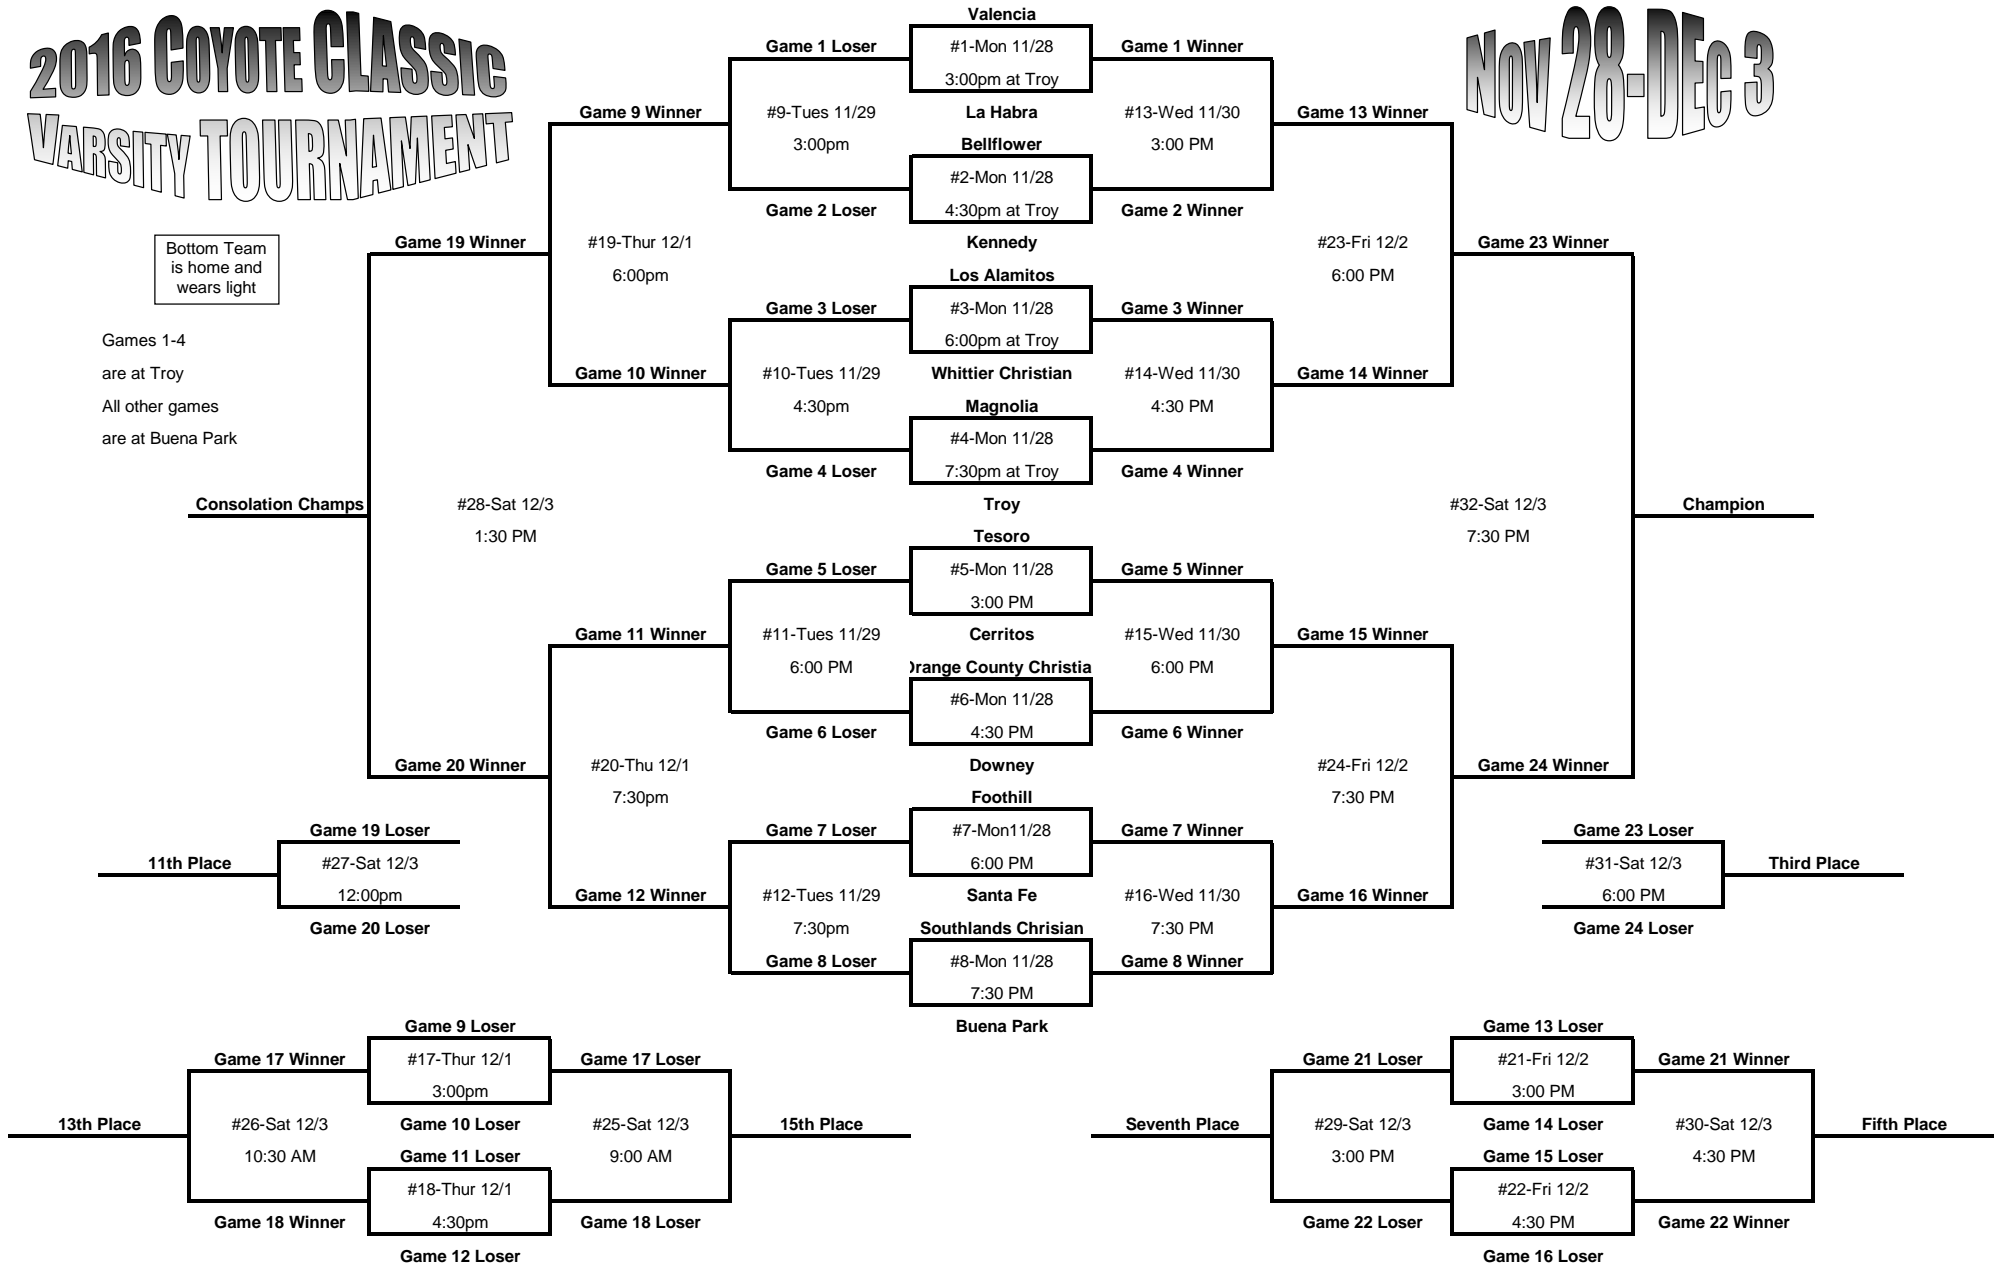 2016 COYOTE CLASSIC
VARSITY TOURNAMENT
NOV 28-DEC 3
Valencia
Game 1 Loser #1-Mon 11/28 Game 1 Winner
3:00pm at Troy
Game 9 Winner #9-Tues 11/29 La Habra #13-Wed 11/30 Game 13 Winner
3:00pm Bellflower 3:00 PM
#2-Mon 11/28
Game 2 Loser 4:30pm at Troy Game 2 Winner
Bottom Team
is home and
wears light
Game 19 Winner #19-Thur 12/1 Kennedy #23-Fri 12/2 Game 23 Winner
6:00pm Los Alamitos 6:00 PM
Game 3 Loser #3-Mon 11/28 Game 3 Winner
Games 1-4 6:00pm at Troy
are at Troy Game 10 Winner #10-Tues 11/29 Whittier Christian #14-Wed 11/30 Game 14 Winner
All other games 4:30pm Magnolia 4:30 PM
are at Buena Park #4-Mon 11/28
Game 4 Loser 7:30pm at Troy Game 4 Winner
Consolation Champs #28-Sat 12/3 Troy #32-Sat 12/3 Champion
1:30 PM Tesoro 7:30 PM
Game 5 Loser #5-Mon 11/28 Game 5 Winner
3:00 PM
Game 11 Winner #11-Tues 11/29 Cerritos #15-Wed 11/30 Game 15 Winner
6:00 PM Orange County Christia 6:00 PM
#6-Mon 11/28
Game 6 Loser 4:30 PM Game 6 Winner
Game 20 Winner #20-Thu 12/1 Downey #24-Fri 12/2 Game 24 Winner
7:30pm Foothill 7:30 PM
Game 19 Loser Game 7 Loser #7-Mon11/28 Game 7 Winner Game 23 Loser
11th Place #27-Sat 12/3 6:00 PM #31-Sat 12/3 Third Place
12:00pm Game 12 Winner #12-Tues 11/29 Santa Fe #16-Wed 11/30 Game 16 Winner 6:00 PM
Game 20 Loser 7:30pm Southlands Chrisian 7:30 PM Game 24 Loser
Game 8 Loser #8-Mon 11/28 Game 8 Winner
7:30 PM
Game 9 Loser Buena Park Game 13 Loser
Game 17 Winner #17-Thur 12/1 Game 17 Loser Game 21 Loser #21-Fri 12/2 Game 21 Winner
3:00pm 3:00 PM
13th Place #26-Sat 12/3 Game 10 Loser #25-Sat 12/3 15th Place Seventh Place #29-Sat 12/3 Game 14 Loser #30-Sat 12/3 Fifth Place
10:30 AM Game 11 Loser 9:00 AM 3:00 PM Game 15 Loser 4:30 PM
#18-Thur 12/1 #22-Fri 12/2
Game 18 Winner 4:30pm Game 18 Loser Game 22 Loser 4:30 PM Game 22 Winner
Game 12 Loser Game 16 Loser